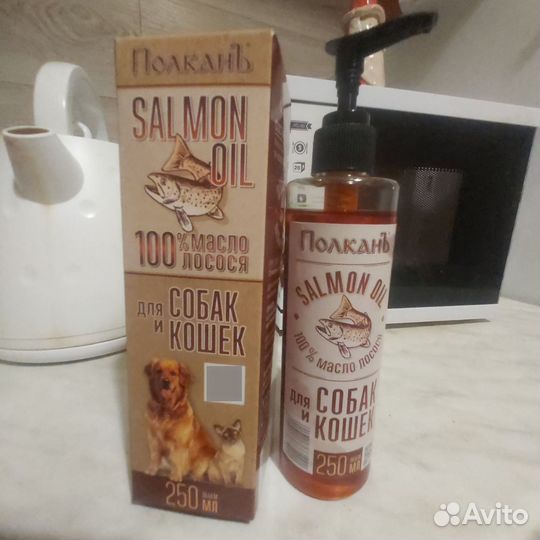 ПолканЪ
SALMON
OIL
100% масло
лосося
для
и
СОБАК
КОШЕК
250 мл
ПолканЪ
SALMON OIL
100% масло лосося
для
и
СОБАК
КОШЕК
250 мл
Avito